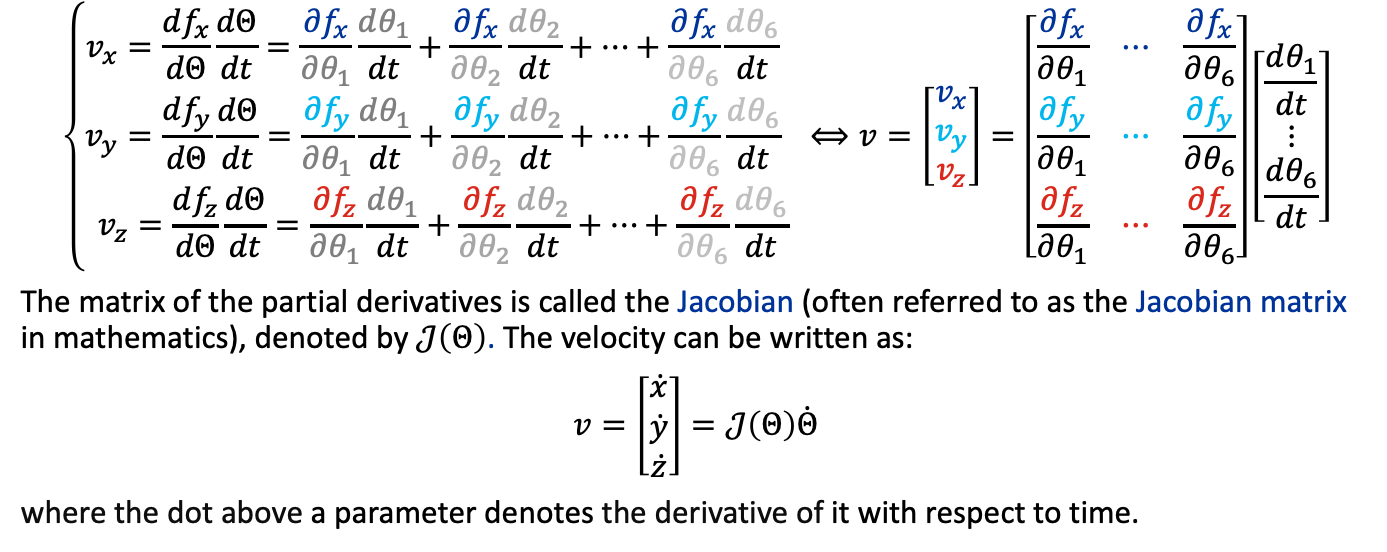 v_x = df_x/dΘ dΘ/dt = ∂f_x/∂θ_1 dθ_1/dt + ∂f_x/∂θ_2 dθ_2/dt + ⋯ + ∂f_x/∂θ_6 dθ_6/dt
v_y = df_y/dΘ dΘ/dt = ∂f_y/∂θ_1 dθ_1/dt + ∂f_y/∂θ_2 dθ_2/dt + ⋯ + ∂f_y/∂θ_6 dθ_6/dt
v_z = df_z/dΘ dΘ/dt = ∂f_z/∂θ_1 dθ_1/dt + ∂f_z/∂θ_2 dθ_2/dt + ⋯ + ∂f_z/∂θ_6 dθ_6/dt
⟺ v = [v_x; v_y; v_z] = [∂f_x/∂θ_1 ⋯ ∂f_x/∂θ_6; ∂f_y/∂θ_1 ⋯ ∂f_y/∂θ_6; ∂f_z/∂θ_1 ⋯ ∂f_z/∂θ_6] [dθ_1/dt; ⋮; dθ_6/dt]
The matrix of the partial derivatives is called the Jacobian (often referred to as the Jacobian matrix
in mathematics), denoted by 𝒥(Θ). The velocity can be written as:
v = [ẋ; ẏ; ż] = 𝒥(Θ)Θ̇
where the dot above a parameter denotes the derivative of it with respect to time.